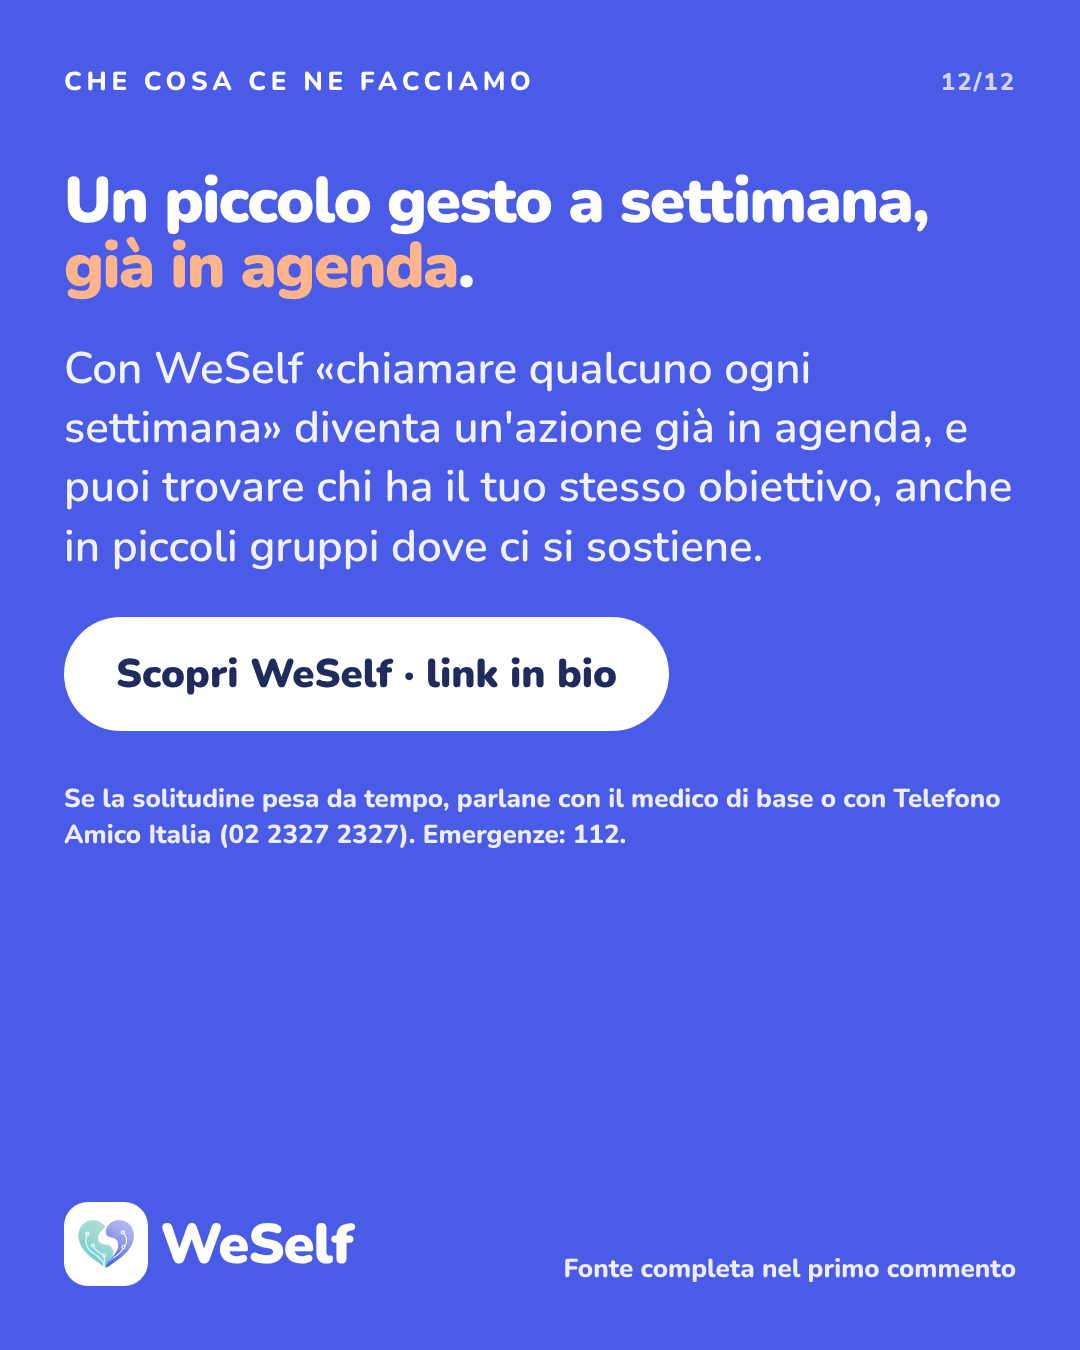 CHE COSA CE NE FACCIAMO
12/12
Un piccolo gesto a settimana,
già in agenda.
Con WeSelf «chiamare qualcuno ogni
settimana» diventa un'azione già in agenda, e
puoi trovare chi ha il tuo stesso obiettivo, anche
in piccoli gruppi dove ci si sostiene.
Scopri WeSelf · link in bio
Se la solitudine pesa da tempo, parlane con il medico di base o con Telefono
Amico Italia (02 2327 2327). Emergenze: 112.
WeSelf
Fonte completa nel primo commento